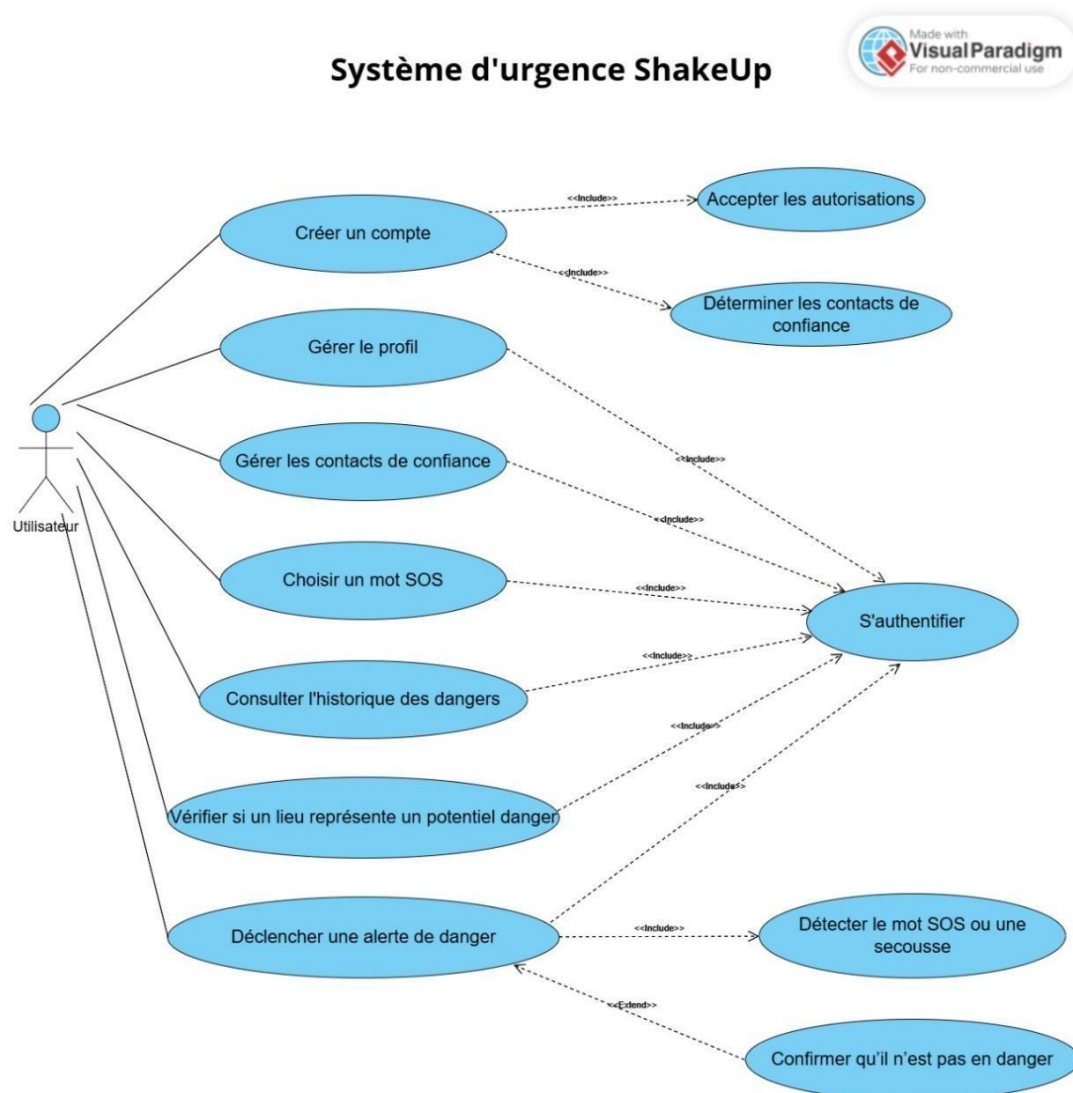 Made with
VisualParadigm
For non-commercial use
Système d'urgence ShakeUp
<<Include>>
Accepter les autorisations
Créer un compte
<<Include>>
Déterminer les contacts de
confiance
Gérer le profil
<<Include>>
Gérer les contacts de confiance
<<Include>>
Utilisateur
Choisir un mot SOS
<<Include>>
S'authentifier
<<Include>>
Consulter l'historique des dangers
<<Include>>
Vérifier si un lieu représente un potentiel danger
<<Include>>
Déclencher une alerte de danger
<<Include>>
Détecter le mot SOS ou une
secousse
<<Extend>>
Confirmer qu’il n’est pas en danger